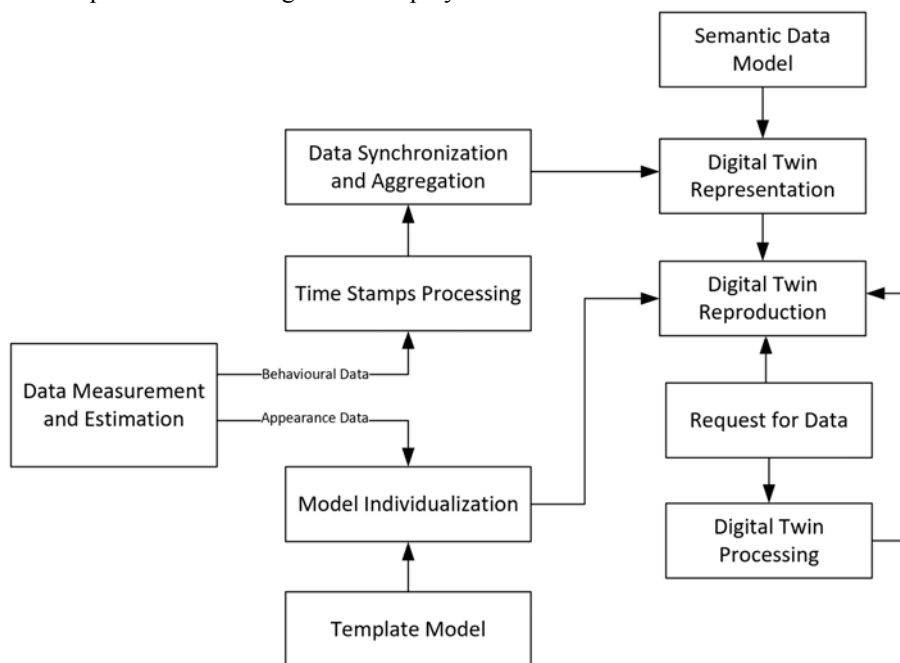 Semantic Data
Model
Data Synchronization
and Aggregation
Digital Twin
Representation
Time Stamps Processing
Digital Twin
Reproduction
Data Measurement
and Estimation
Behavioural Data
Appearance Data
Request for Data
Model Individualization
Digital Twin
Processing
Template Model